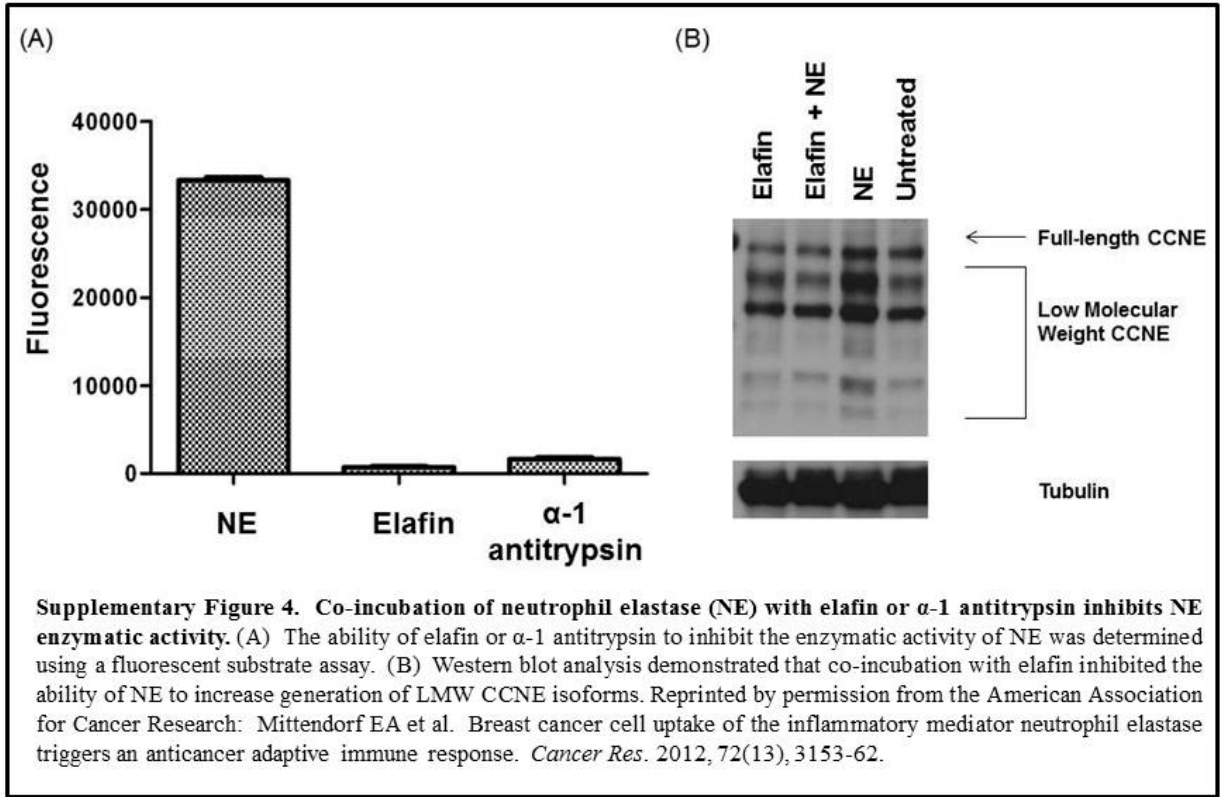 (A)
40000
30000
20000
10000
0
Fluorescence
NE
Elafin
α-1
antitrypsin
(B)
Elafin
Elafin + NE
NE
Untreated
Full-length CCNE
Low Molecular
Weight CCNE
Tubulin
Supplementary Figure 4. Co-incubation of neutrophil elastase (NE) with elafin or α-1 antitrypsin inhibits NE
enzymatic activity. (A) The ability of elafin or α-1 antitrypsin to inhibit the enzymatic activity of NE was determined
using a fluorescent substrate assay. (B) Western blot analysis demonstrated that co-incubation with elafin inhibited the
ability of NE to increase generation of LMW CCNE isoforms. Reprinted by permission from the American Association
for Cancer Research: Mittendorf EA et al. Breast cancer cell uptake of the inflammatory mediator neutrophil elastase
triggers an anticancer adaptive immune response. Cancer Res. 2012, 72(13), 3153-62.